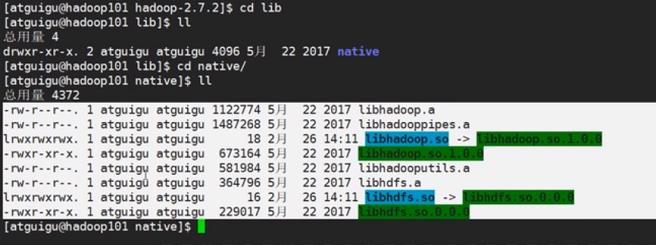 [atguigu@hadoop101 hadoop-2.7.2]$ cd lib
[atguigu@hadoop101 lib]$ ll
总用量 4
drwxr-xr-x. 2 atguigu atguigu 4096 5月  22 2017 native
[atguigu@hadoop101 lib]$ cd native/
[atguigu@hadoop101 native]$ ll
总用量 4372
-rw-r--r--. 1 atguigu atguigu 1122774 5月  22 2017 libhadoop.a
-rw-r--r--. 1 atguigu atguigu 1487268 5月  22 2017 libhadooppipes.a
lrwxrwxrwx. 1 atguigu atguigu      18 2月  26 14:11 libhadoop.so -> libhadoop.so.1.0.0
-rwxr-xr-x. 1 atguigu atguigu  673164 5月  22 2017 libhadoop.so.1.0.0
-rw-r--r--. 1 atguigu atguigu  581984 5月  22 2017 libhadooputils.a
-rw-r--r--. 1 atguigu atguigu  364796 5月  22 2017 libhdfs.a
lrwxrwxrwx. 1 atguigu atguigu      16 2月  26 14:11 libhdfs.so -> libhdfs.so.0.0.0
-rwxr-xr-x. 1 atguigu atguigu  229017 5月  22 2017 libhdfs.so.0.0.0
[atguigu@hadoop101 native]$